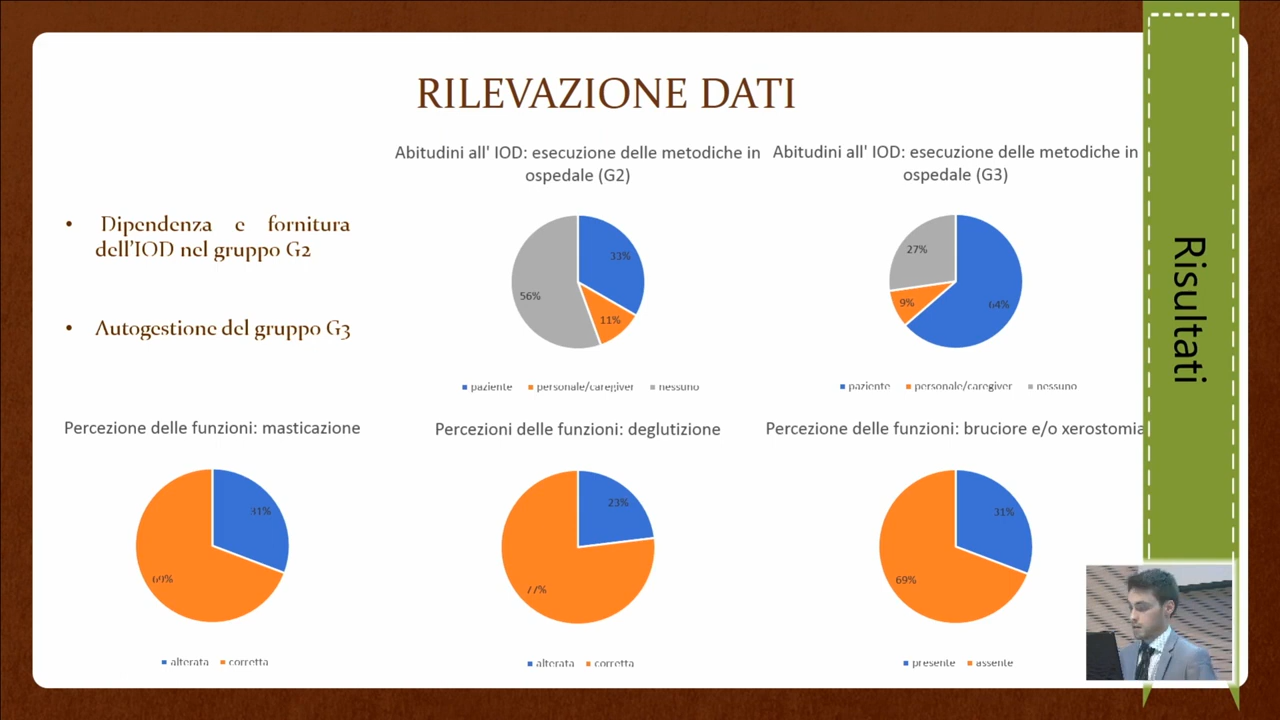 RILEVAZIONE DATI
Abitudini all' IOD: esecuzione delle metodiche in
ospedale (G2)
Abitudini all' IOD: esecuzione delle metodiche in
ospedale (G3)
• Dipendenza e fornitura
dell'IOD nel gruppo G2
• Autogestione del gruppo G3
33%
56%
11%
paziente personale/caregiver nessuno
27%
9%
64%
paziente personale/caregiver nessuno
Percezione delle funzioni: masticazione
31%
69%
alterata corretta
Percezioni delle funzioni: deglutizione
23%
77%
alterata corretta
Percezione delle funzioni: bruciore e/o xerostomia
31%
69%
presente assente
Risultati